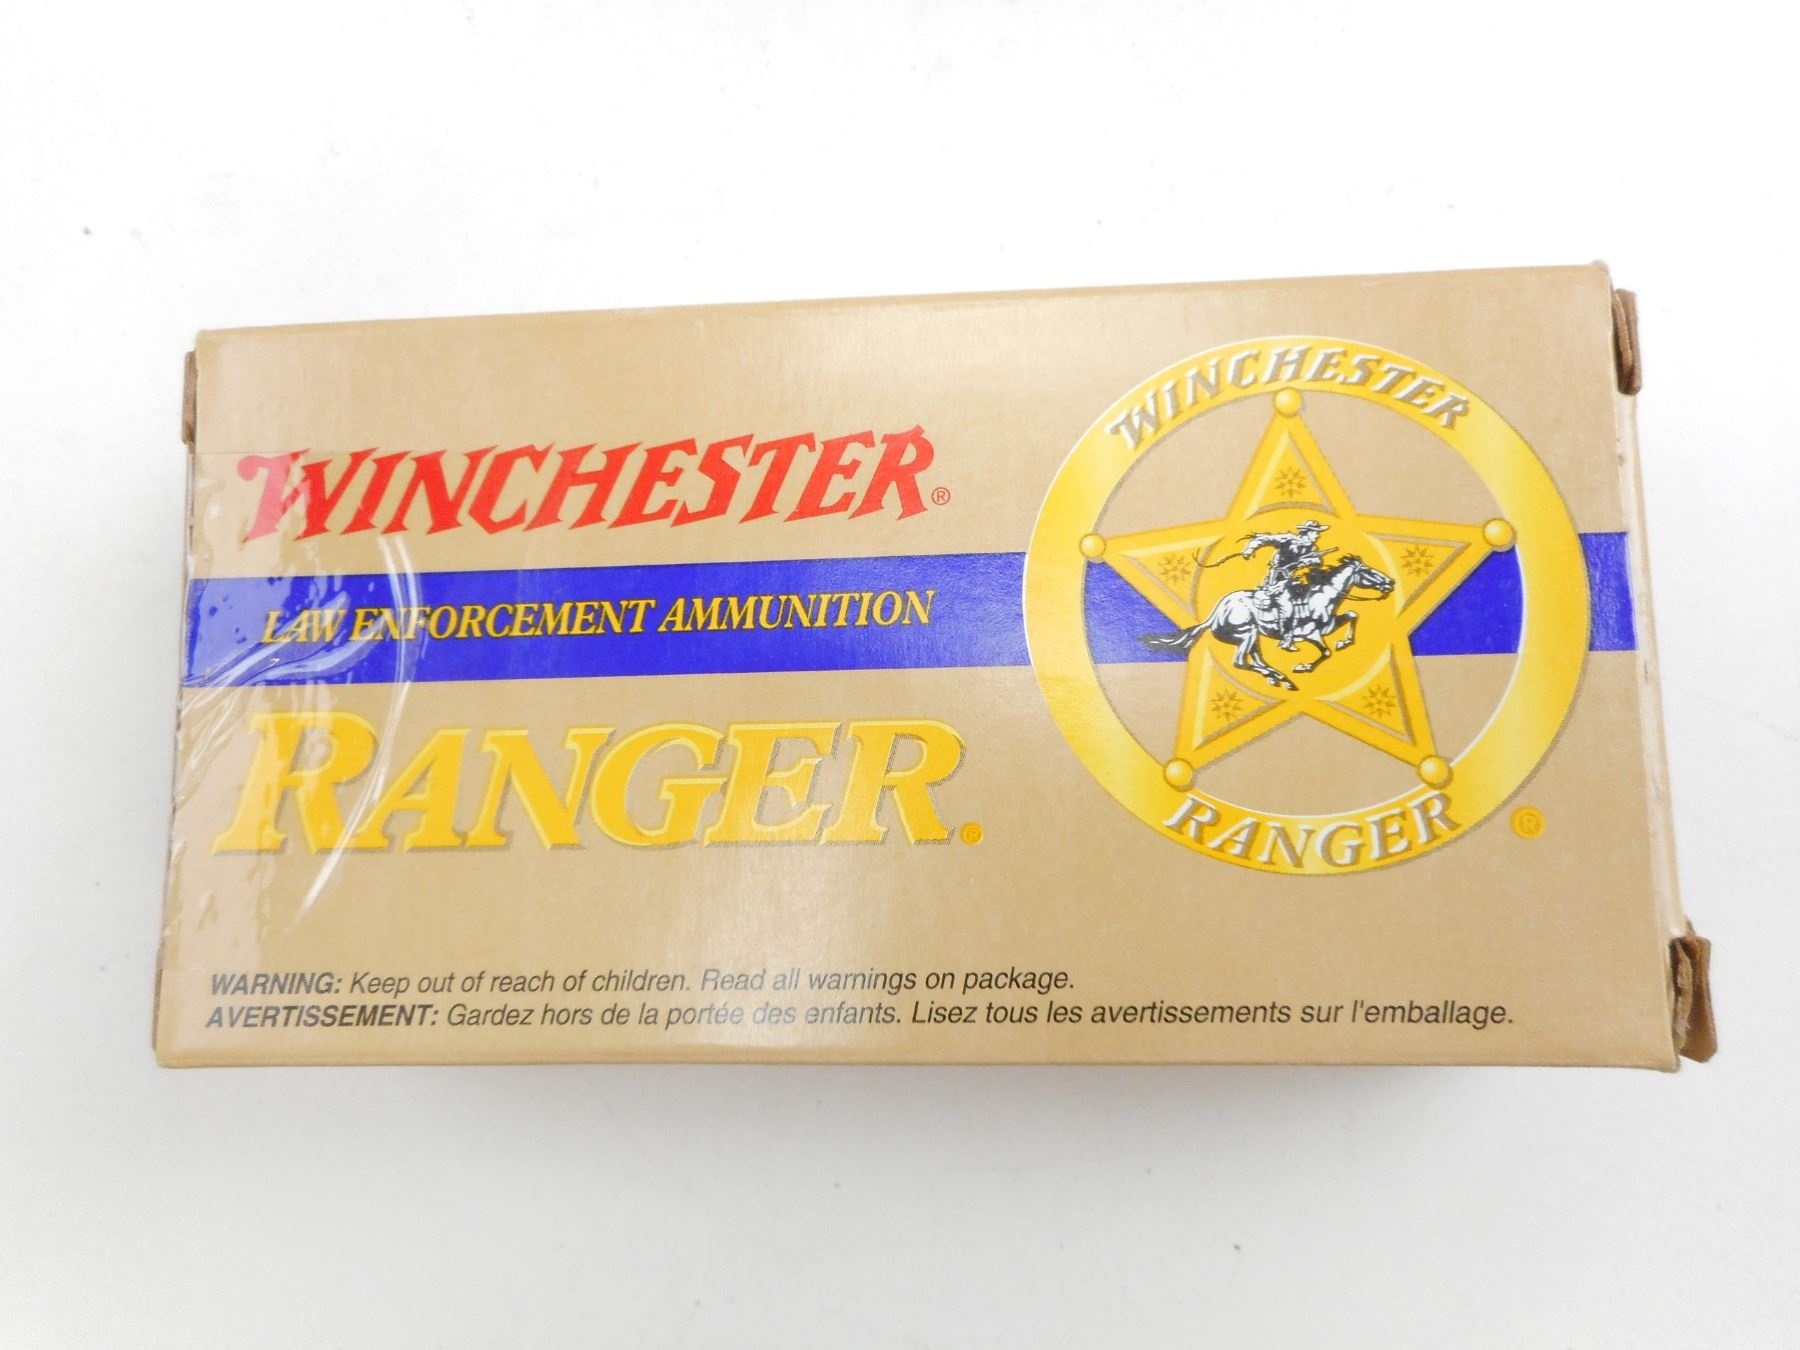 WINCHESTER®
LAW ENFORCEMENT AMMUNITION
RANGER®
WINCHESTER
RANGER ®
WARNING: Keep out of reach of children. Read all warnings on package.
AVERTISSEMENT: Gardez hors de la portée des enfants. Lisez tous les avertissements sur l'emballage.